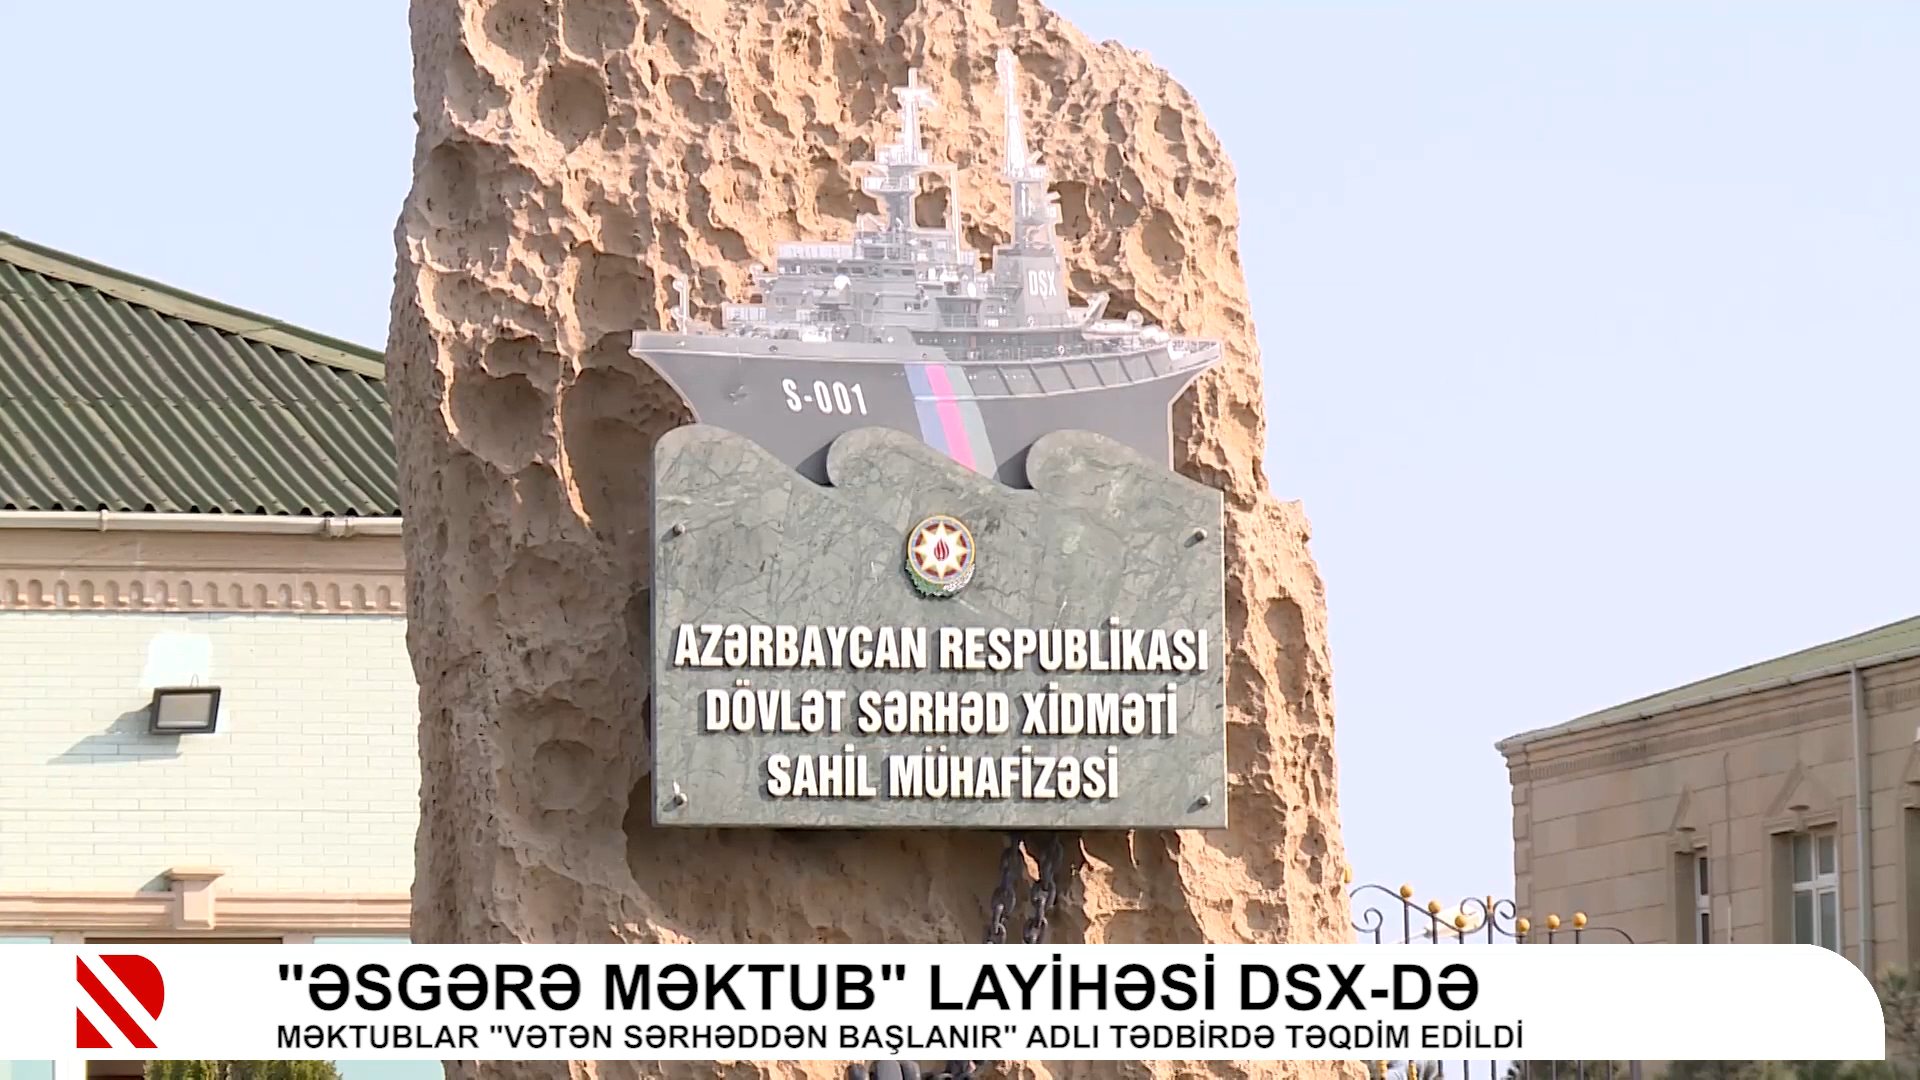 DŞX
S-001
AZƏRBAYCAN RESPUBLİKASI
DÖVLƏT SƏRHƏD XİDMƏTİ
SAHİL MÜHAFİZƏSİ
"ƏSGƏRƏ MƏKTUB" LAYİHƏSİ DSX-DƏ
MƏKTUBLAR "VƏTƏN SƏRHƏDDƏN BAŞLANIR" ADLI TƏDBİRDƏ TƏQDİM EDİLDİ